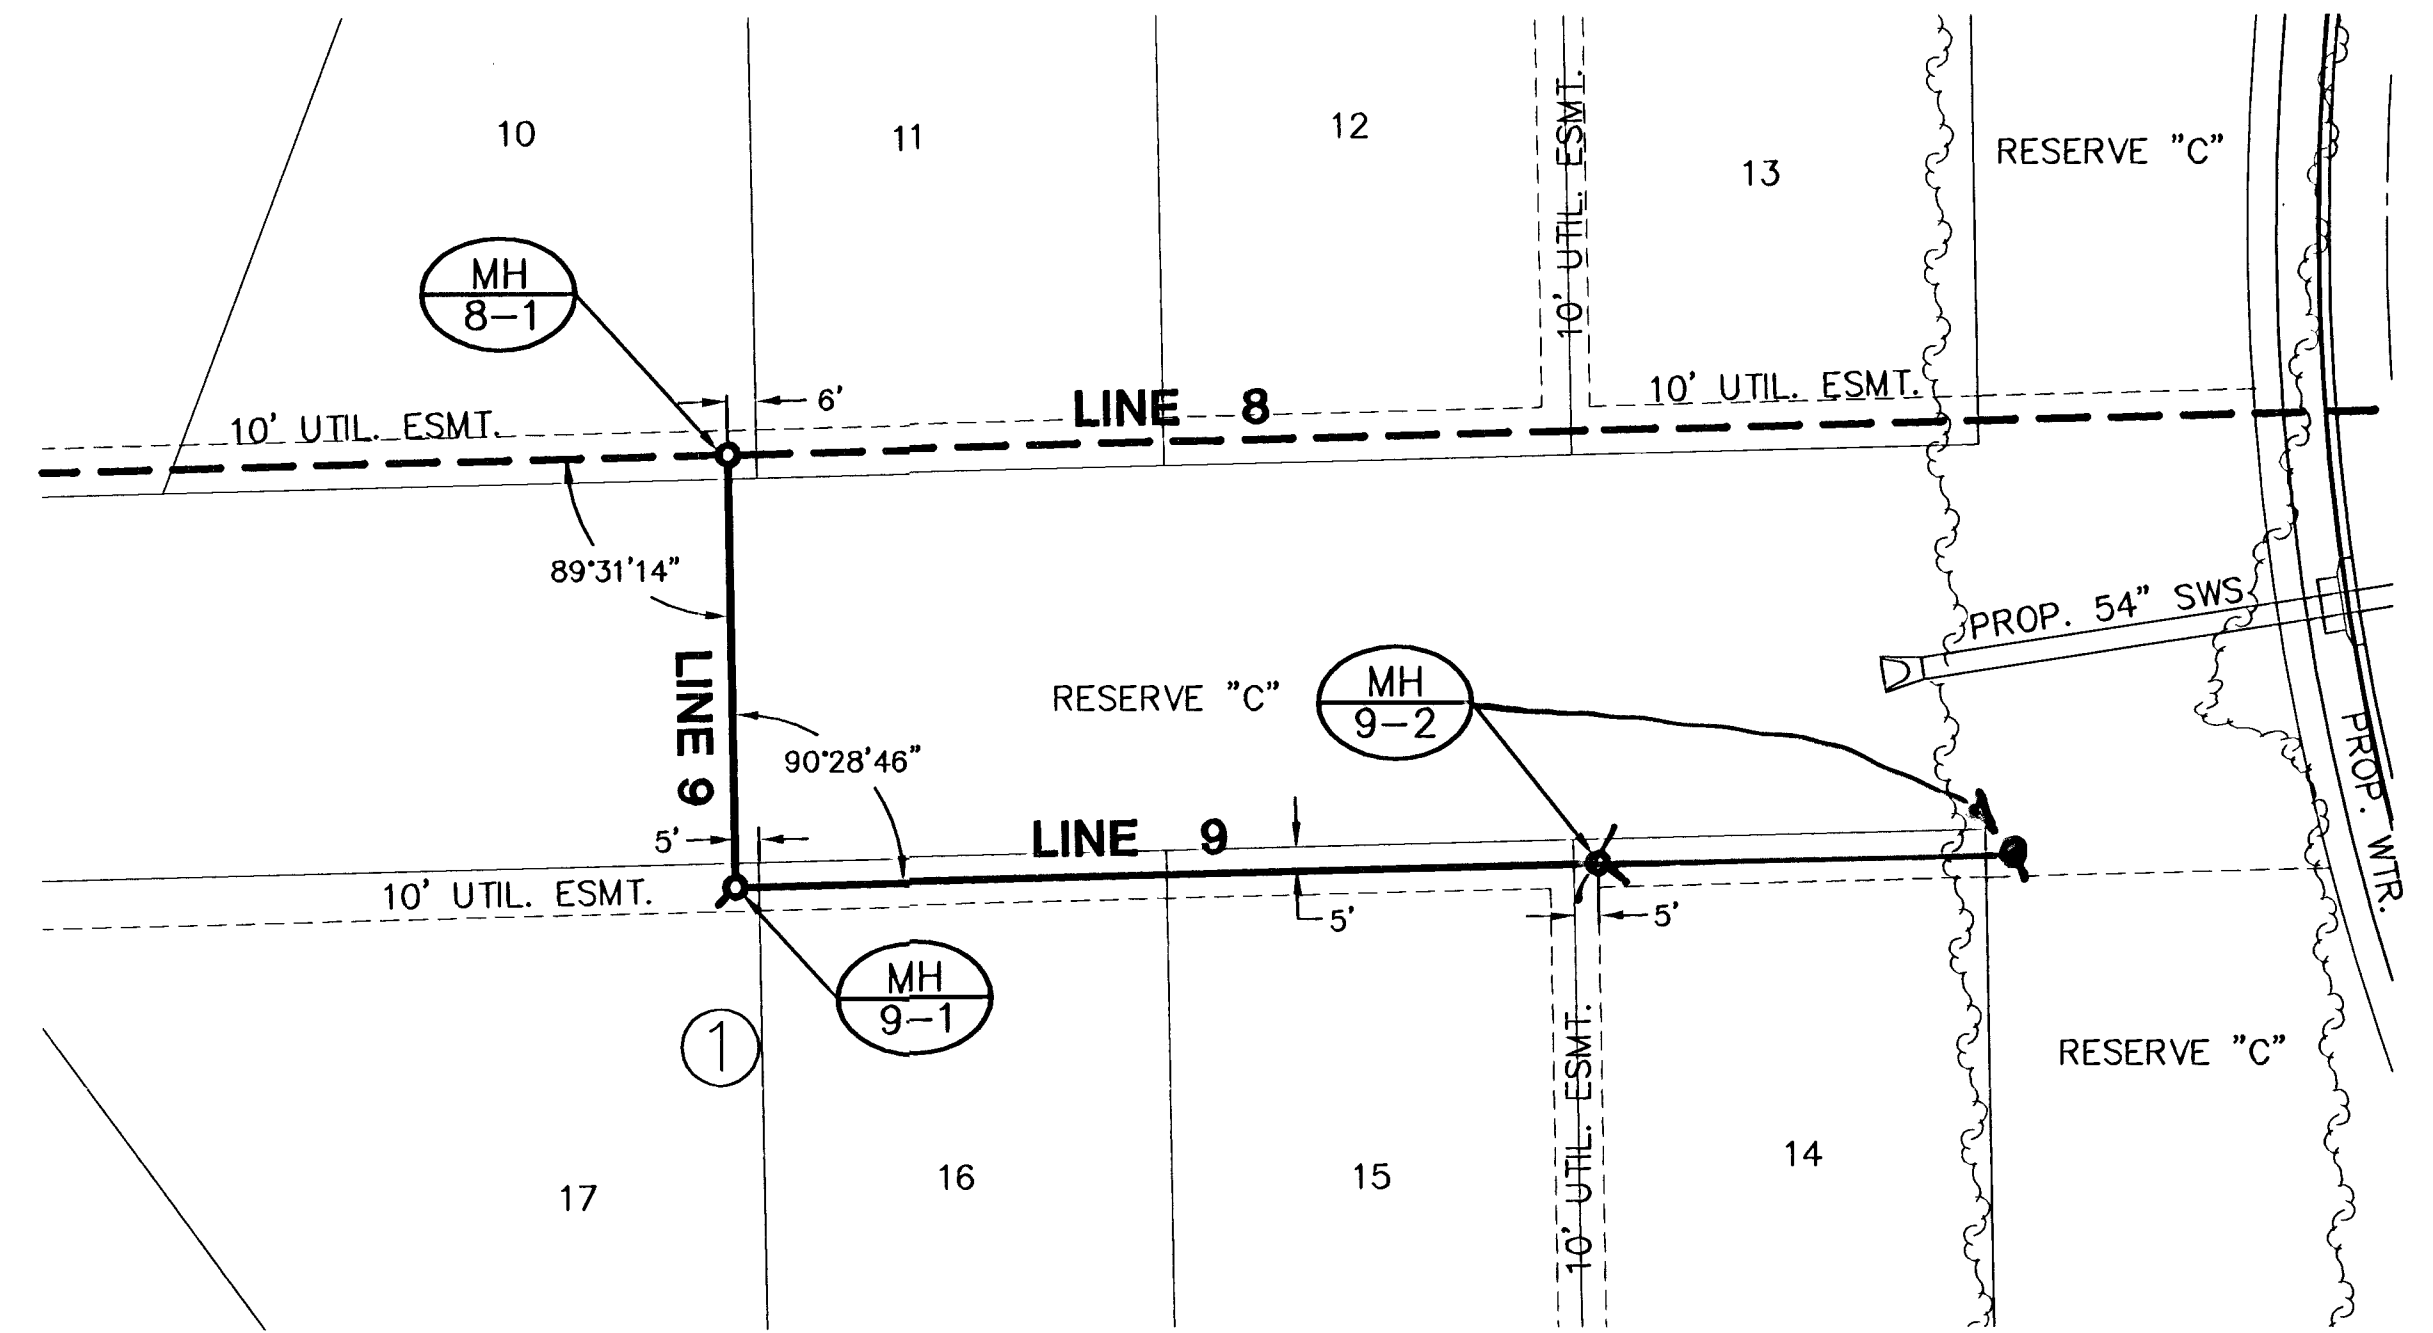 10
11
12
10' UTIL. ESMT.
13
RESERVE "C"
MH
8-1
6'
10' UTIL. ESMT.
LINE 8
10' UTIL. ESMT.
89°31'14"
PROP. 54" SWS
LINE 9
RESERVE "C"
MH
9-2
90°28'46"
PROP. WTR.
5'
LINE 9
10' UTIL. ESMT.
5'
5'
MH
9-1
1
10' UTIL. ESMT.
RESERVE "C"
17
16
15
14